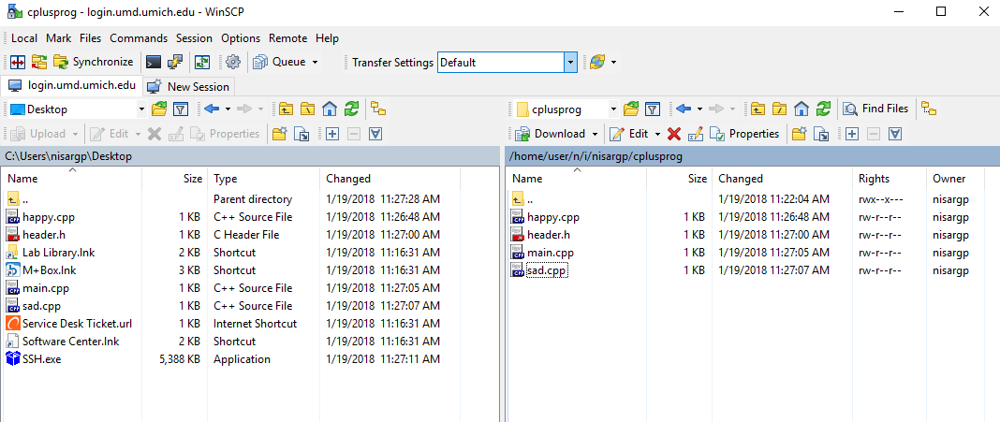 cplusprog - login.umd.umich.edu - WinSCP
Local Mark Files Commands Session Options Remote Help
Synchronize Queue Transfer Settings Default
login.umd.umich.edu New Session
Desktop cplusprog Find Files
Upload Edit Properties Download Edit Properties
C:\Users\nisargp\Desktop /home/user/n/i/nisargp/cplusprog
Name Size Type Changed Name Size Changed Rights Owner
.. Parent directory 1/19/2018 11:27:28 AM .. 1/19/2018 11:22:04 AM rwx--x--- nisargp
happy.cpp 1 KB C++ Source File 1/19/2018 11:26:48 AM happy.cpp 1 KB 1/19/2018 11:26:48 AM rw-r--r-- nisargp
header.h 1 KB C Header File 1/19/2018 11:27:00 AM header.h 1 KB 1/19/2018 11:27:00 AM rw-r--r-- nisargp
Lab Library.lnk 2 KB Shortcut 1/19/2018 11:16:31 AM main.cpp 1 KB 1/19/2018 11:27:05 AM rw-r--r-- nisargp
M+Box.lnk 3 KB Shortcut 1/19/2018 11:16:31 AM sad.cpp 1 KB 1/19/2018 11:27:07 AM rw-r--r-- nisargp
main.cpp 1 KB C++ Source File 1/19/2018 11:27:05 AM
sad.cpp 1 KB C++ Source File 1/19/2018 11:27:07 AM
Service Desk Ticket.url 1 KB Internet Shortcut 1/19/2018 11:16:31 AM
Software Center.lnk 2 KB Shortcut 1/19/2018 11:16:31 AM
SSH.exe 5,388 KB Application 1/19/2018 11:27:11 AM